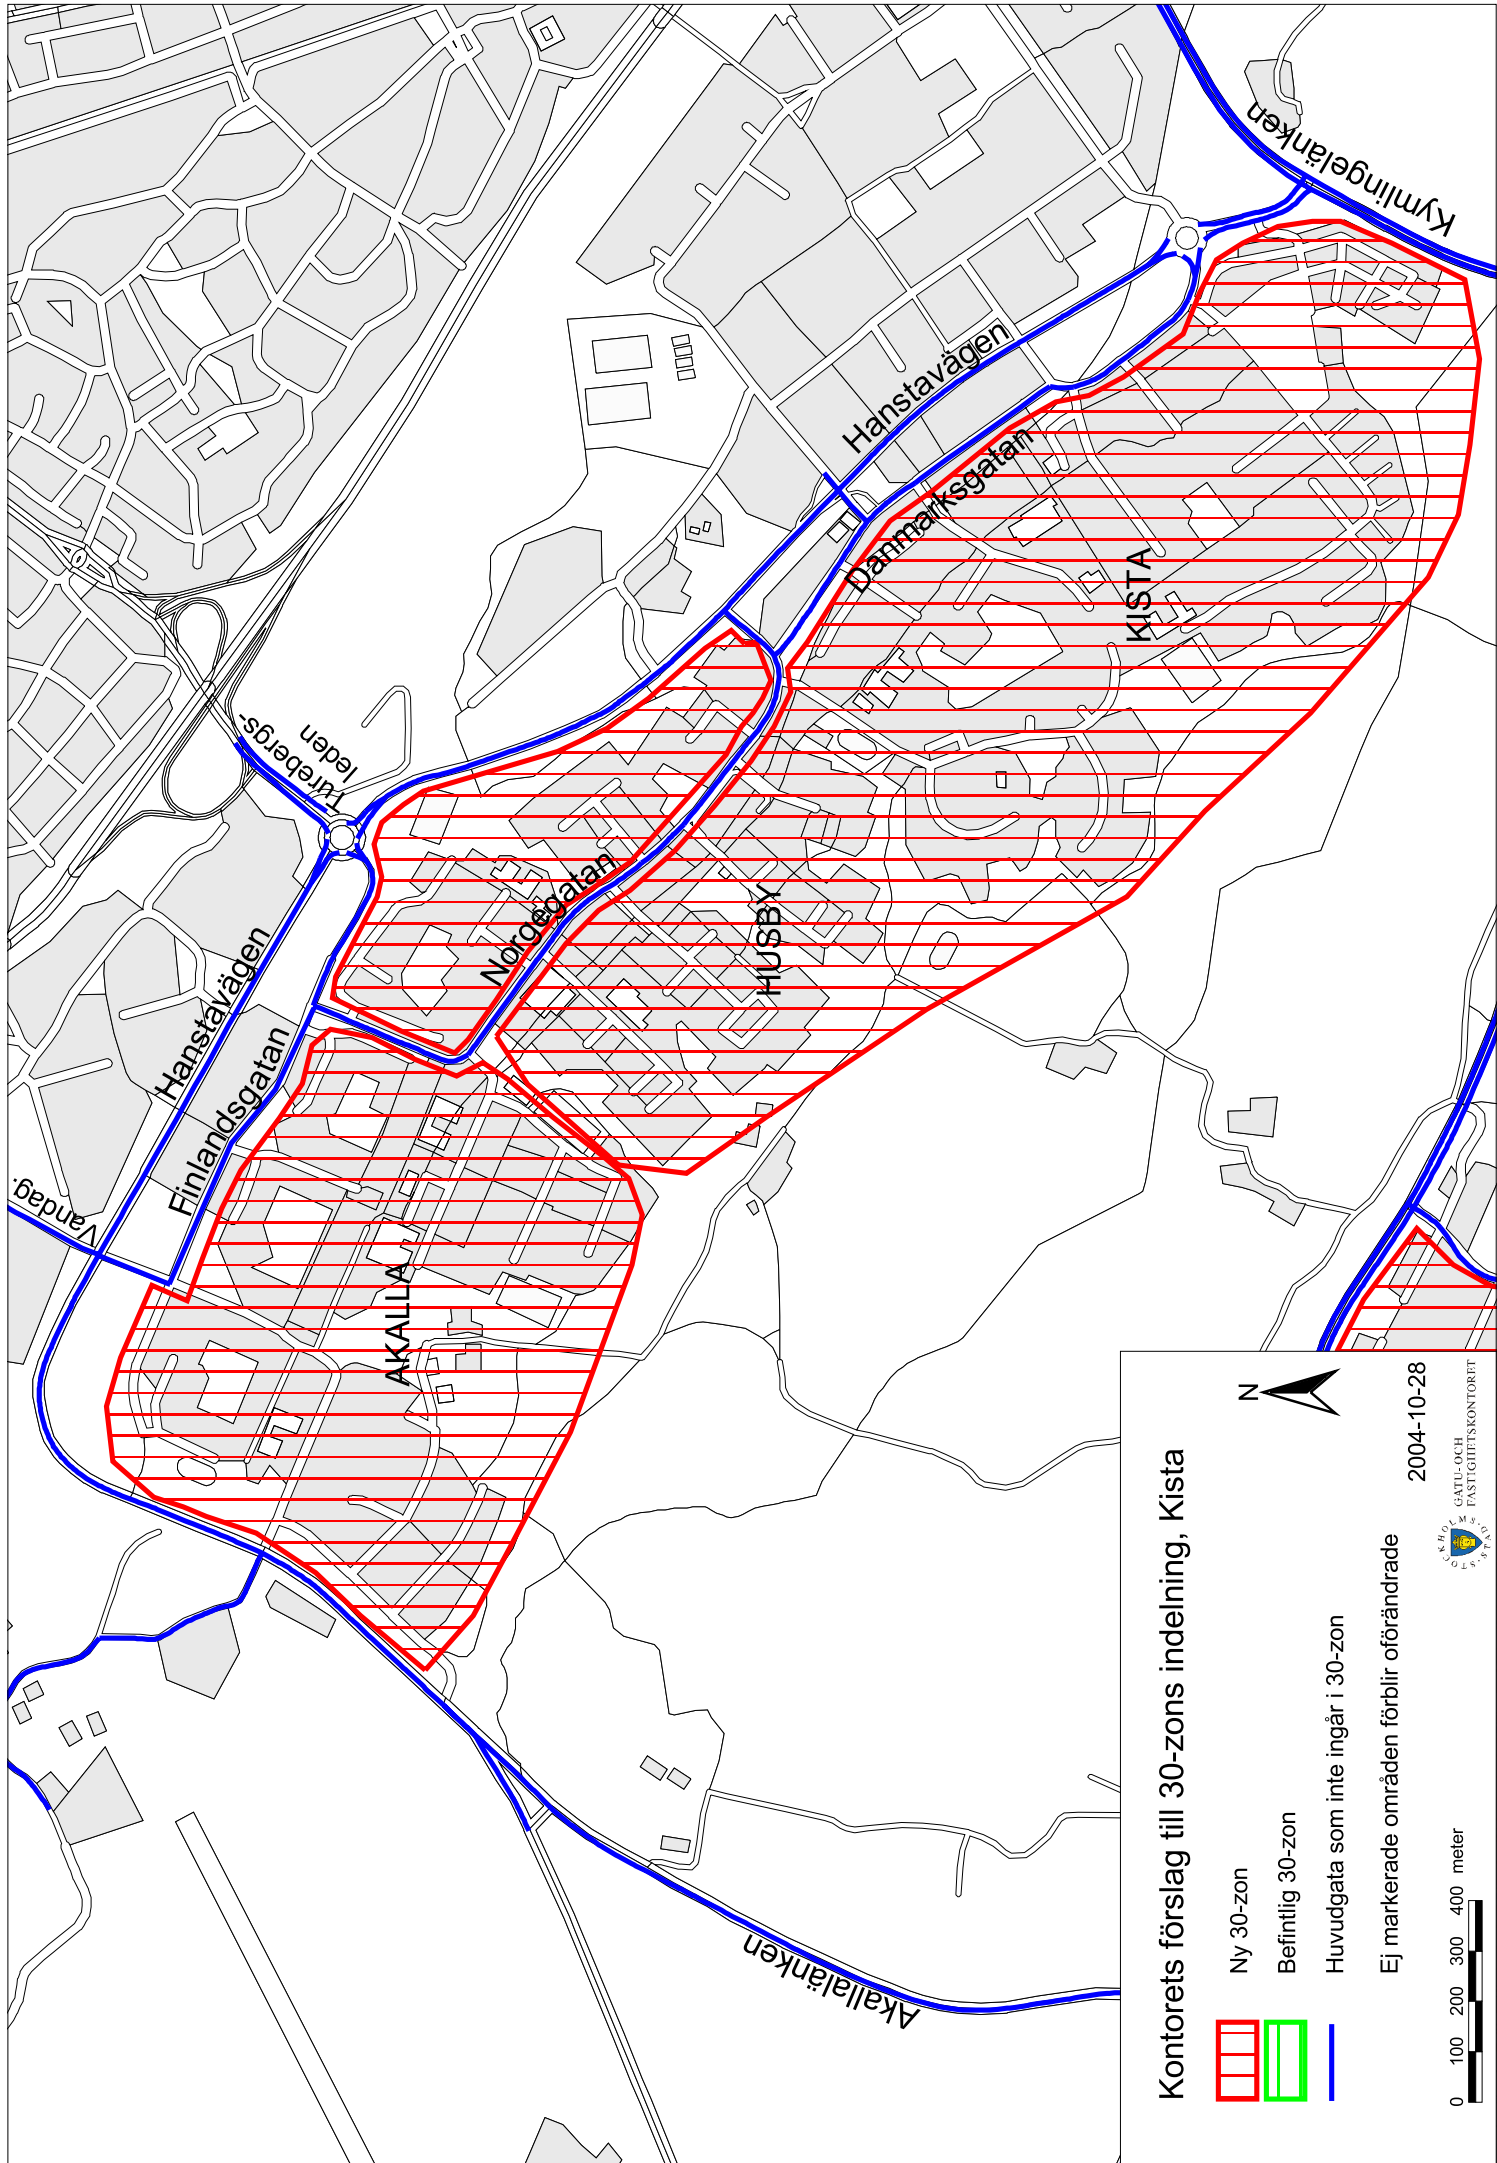 Vandag.
Hanstavägen
Finlandsgatan
Turebergs-
leden
Norgegatan
AKALLA
HUSBY
KISTA
Hanstavägen
Danmarksgatan
Kymlingelänken
Akallalänken
Kontorets förslag till 30-zons indelning, Kista
Ny 30-zon
Befintlig 30-zon
Huvudgata som inte ingår i 30-zon
Ej markerade områden förblir oförändrade
N
2004-10-28
0 100 200 300 400 meter
STOCKHOLMS STAD
GATU- OCH
FASTIGHETSKONTORET